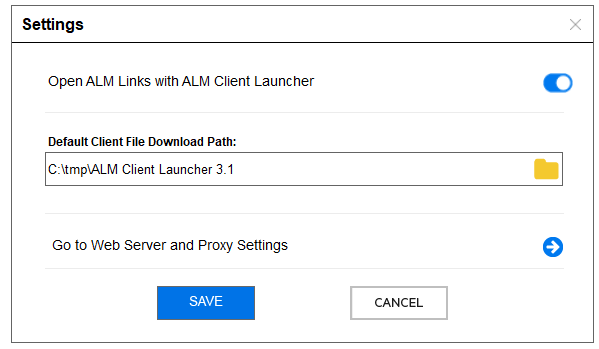 Settings
Open ALM Links with ALM Client Launcher
Default Client File Download Path:
C:\tmp\ALM Client Launcher 3.1
Go to Web Server and Proxy Settings
SAVE
CANCEL